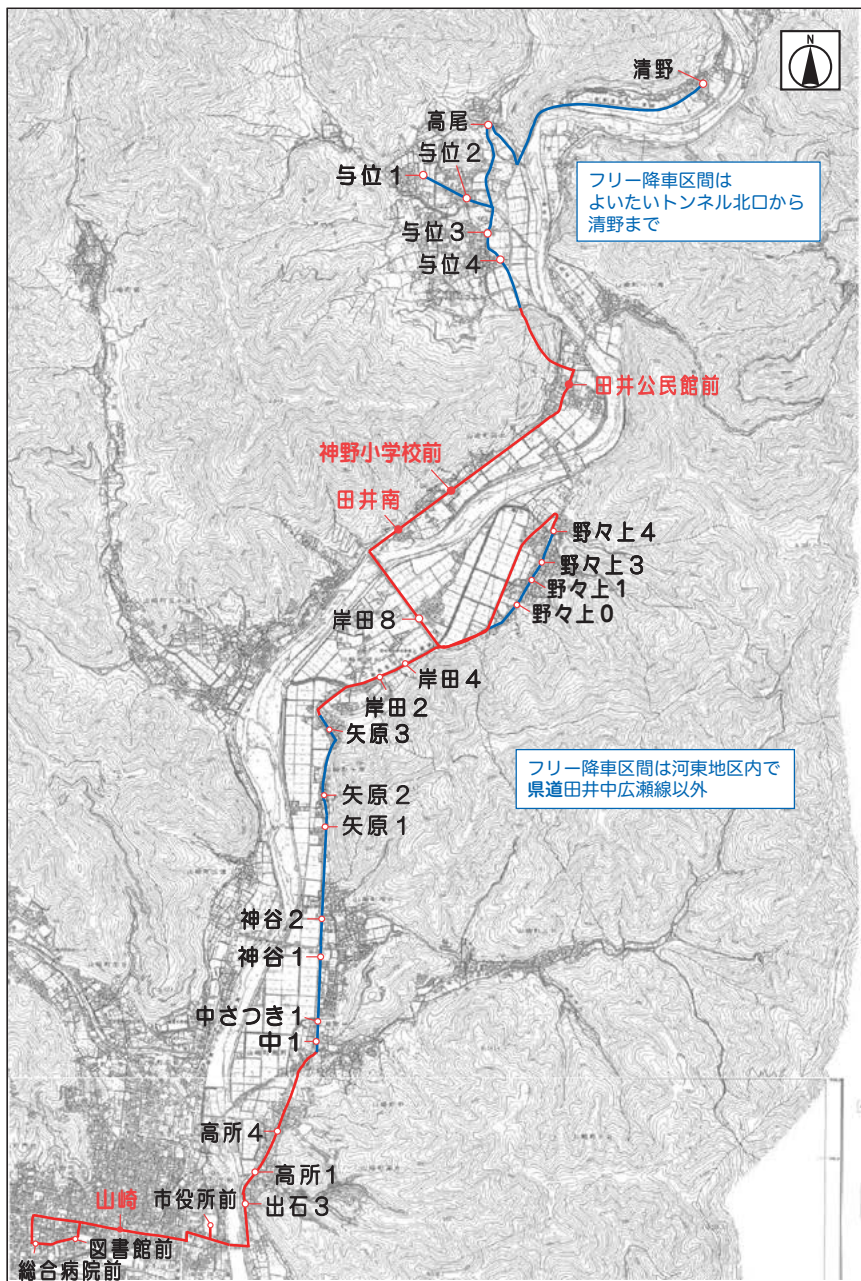 N
清野
高尾
与位2
与位1
フリー降車区間は
よいたいトンネル北口から
清野まで
与位3
与位4
田井公民館前
神野小学校前
田井南
野々上4
野々上3
野々上1
野々上0
岸田8
岸田4
岸田2
矢原3
フリー降車区間は河東地区内で
県道田井中広瀬線以外
矢原2
矢原1
神谷2
神谷1
中さつき1
中1
高所4
高所1
出石3
市役所前
山崎
図書館前
総合病院前